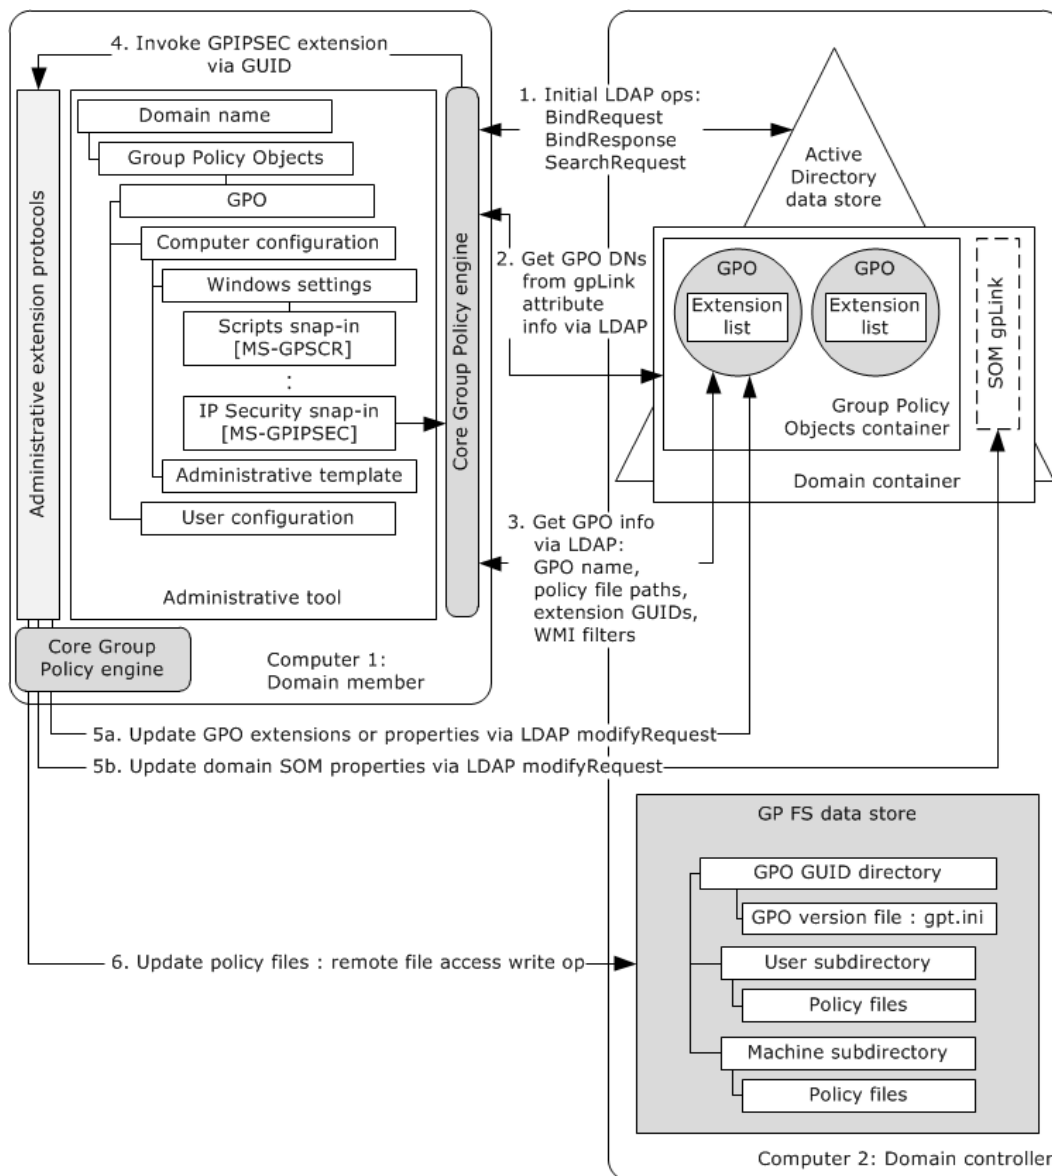 4. Invoke GPIPSEC extension
via GUID
Administrative extension protocols
Domain name
Group Policy Objects
GPO
Computer configuration
Windows settings
Scripts snap-in
[MS-GPSCR]
:
IP Security snap-in
[MS-GPIPSEC]
Administrative template
User configuration
Administrative tool
Core Group Policy engine
Core Group
Policy engine
Computer 1:
Domain member
1. Initial LDAP ops:
BindRequest
BindResponse
SearchRequest
2. Get GPO DNs
from gpLink
attribute
info via LDAP
3. Get GPO info
via LDAP:
GPO name,
policy file paths,
extension GUIDs,
WMI filters
Active
Directory
data store
GPO
Extension
list
GPO
Extension
list
SOM gpLink
Group Policy
Objects container
Domain container
5a. Update GPO extensions or properties via LDAP modifyRequest
5b. Update domain SOM properties via LDAP modifyRequest
6. Update policy files : remote file access write op
GP FS data store
GPO GUID directory
GPO version file : gpt.ini
User subdirectory
Policy files
Machine subdirectory
Policy files
Computer 2: Domain controller